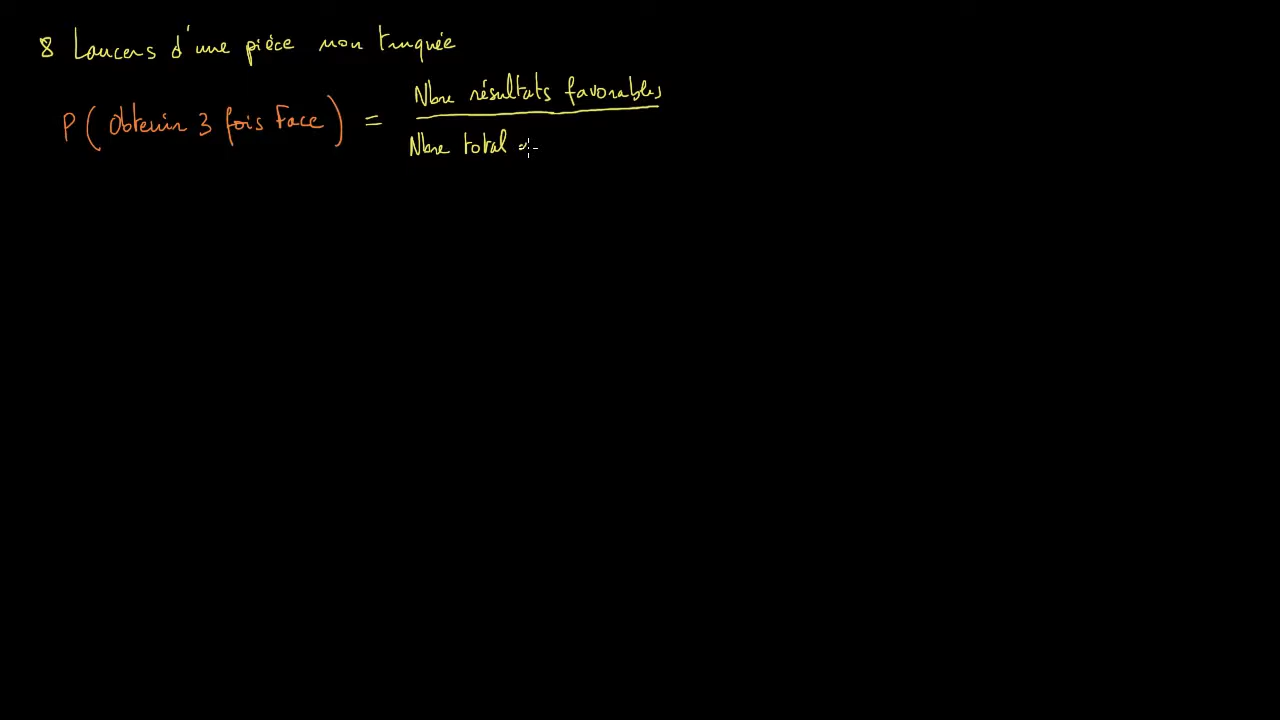 8 Lancers d'une pièce non truquée
P(Obtenir 3 fois Face) =
Nbre résultats favorables
Nbre total